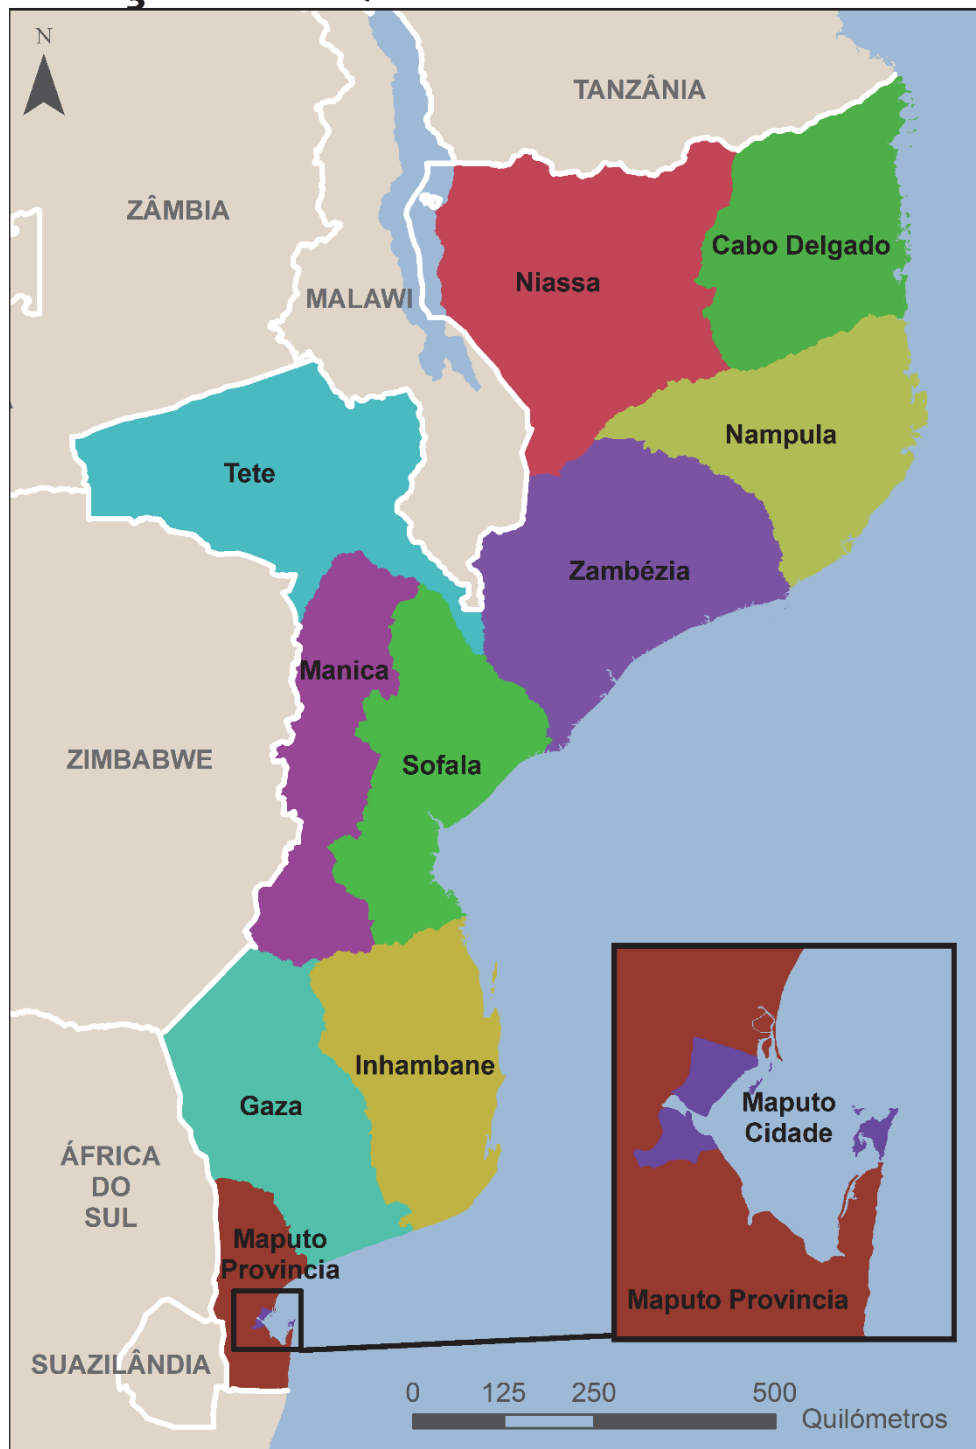 N
TANZÂNIA
ZÂMBIA
Cabo Delgado
Niassa
MALAWI
Nampula
Tete
Zambézia
Manica
ZIMBABWE
Sofala
Inhambane
Gaza
Maputo
Cidade
ÁFRICA
DO
SUL
Maputo
Provincia
Maputo Provincia
SUAZILÂNDIA
0 125 250 500
Quilómetros